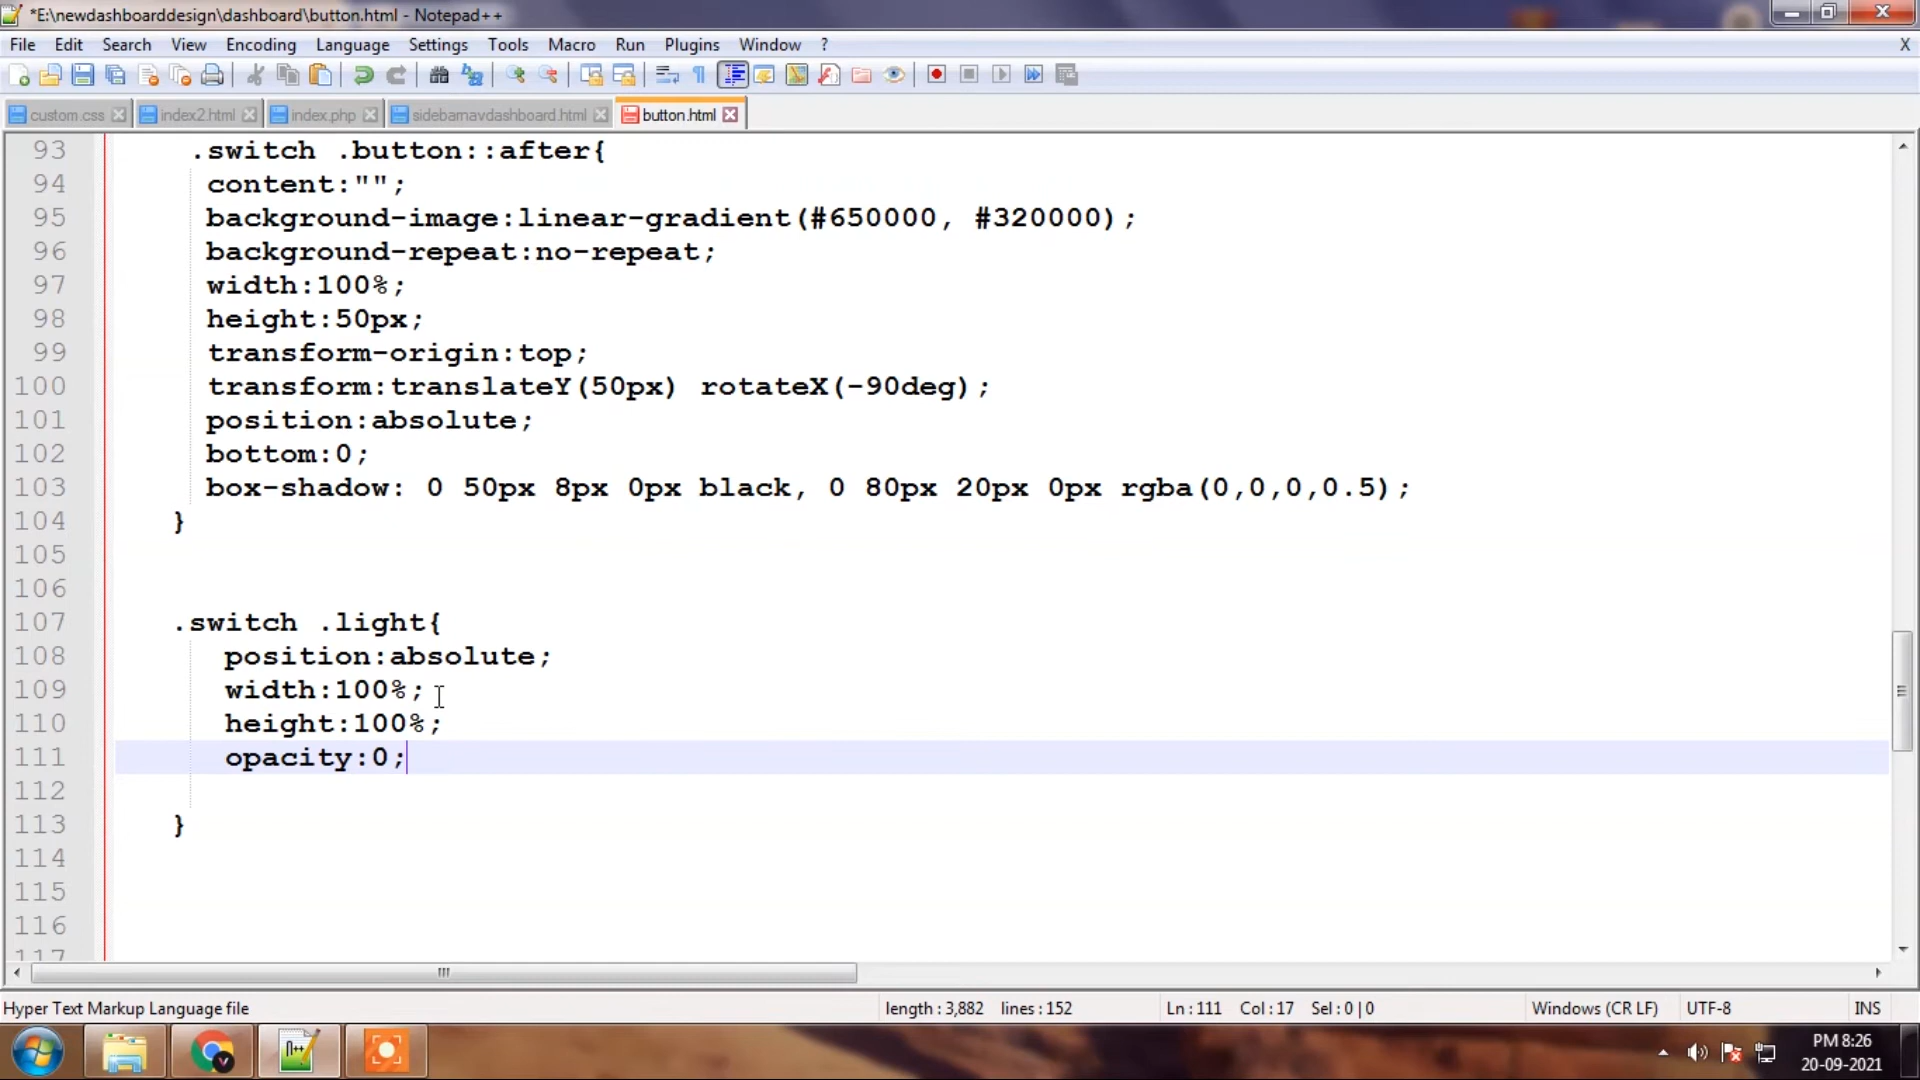 *E:\newdashboarddesign\dashboard\button.html - Notepad++
File Edit Search View Encoding Language Settings Tools Macro Run Plugins Window ? X
custom.css index2.html index.php sidebarnavdashboard.html button.html
93 .switch .button::after{
94 content:"";
95 background-image:linear-gradient(#650000, #320000);
96 background-repeat:no-repeat;
97 width:100%;
98 height:50px;
99 transform-origin:top;
100 transform:translateY(50px) rotateX(-90deg);
101 position:absolute;
102 bottom:0;
103 box-shadow: 0 50px 8px 0px black, 0 80px 20px 0px rgba(0,0,0,0.5);
104 }
105
106
107 .switch .light{
108 position:absolute;
109 width:100%;
110 height:100%;
111 opacity:0;
112
113 }
114
115
116
117
Hyper Text Markup Language file length : 3,882 lines : 152 Ln : 111 Col : 17 Sel : 0 | 0 Windows (CR LF) UTF-8 INS
PM 8:26
20-09-2021